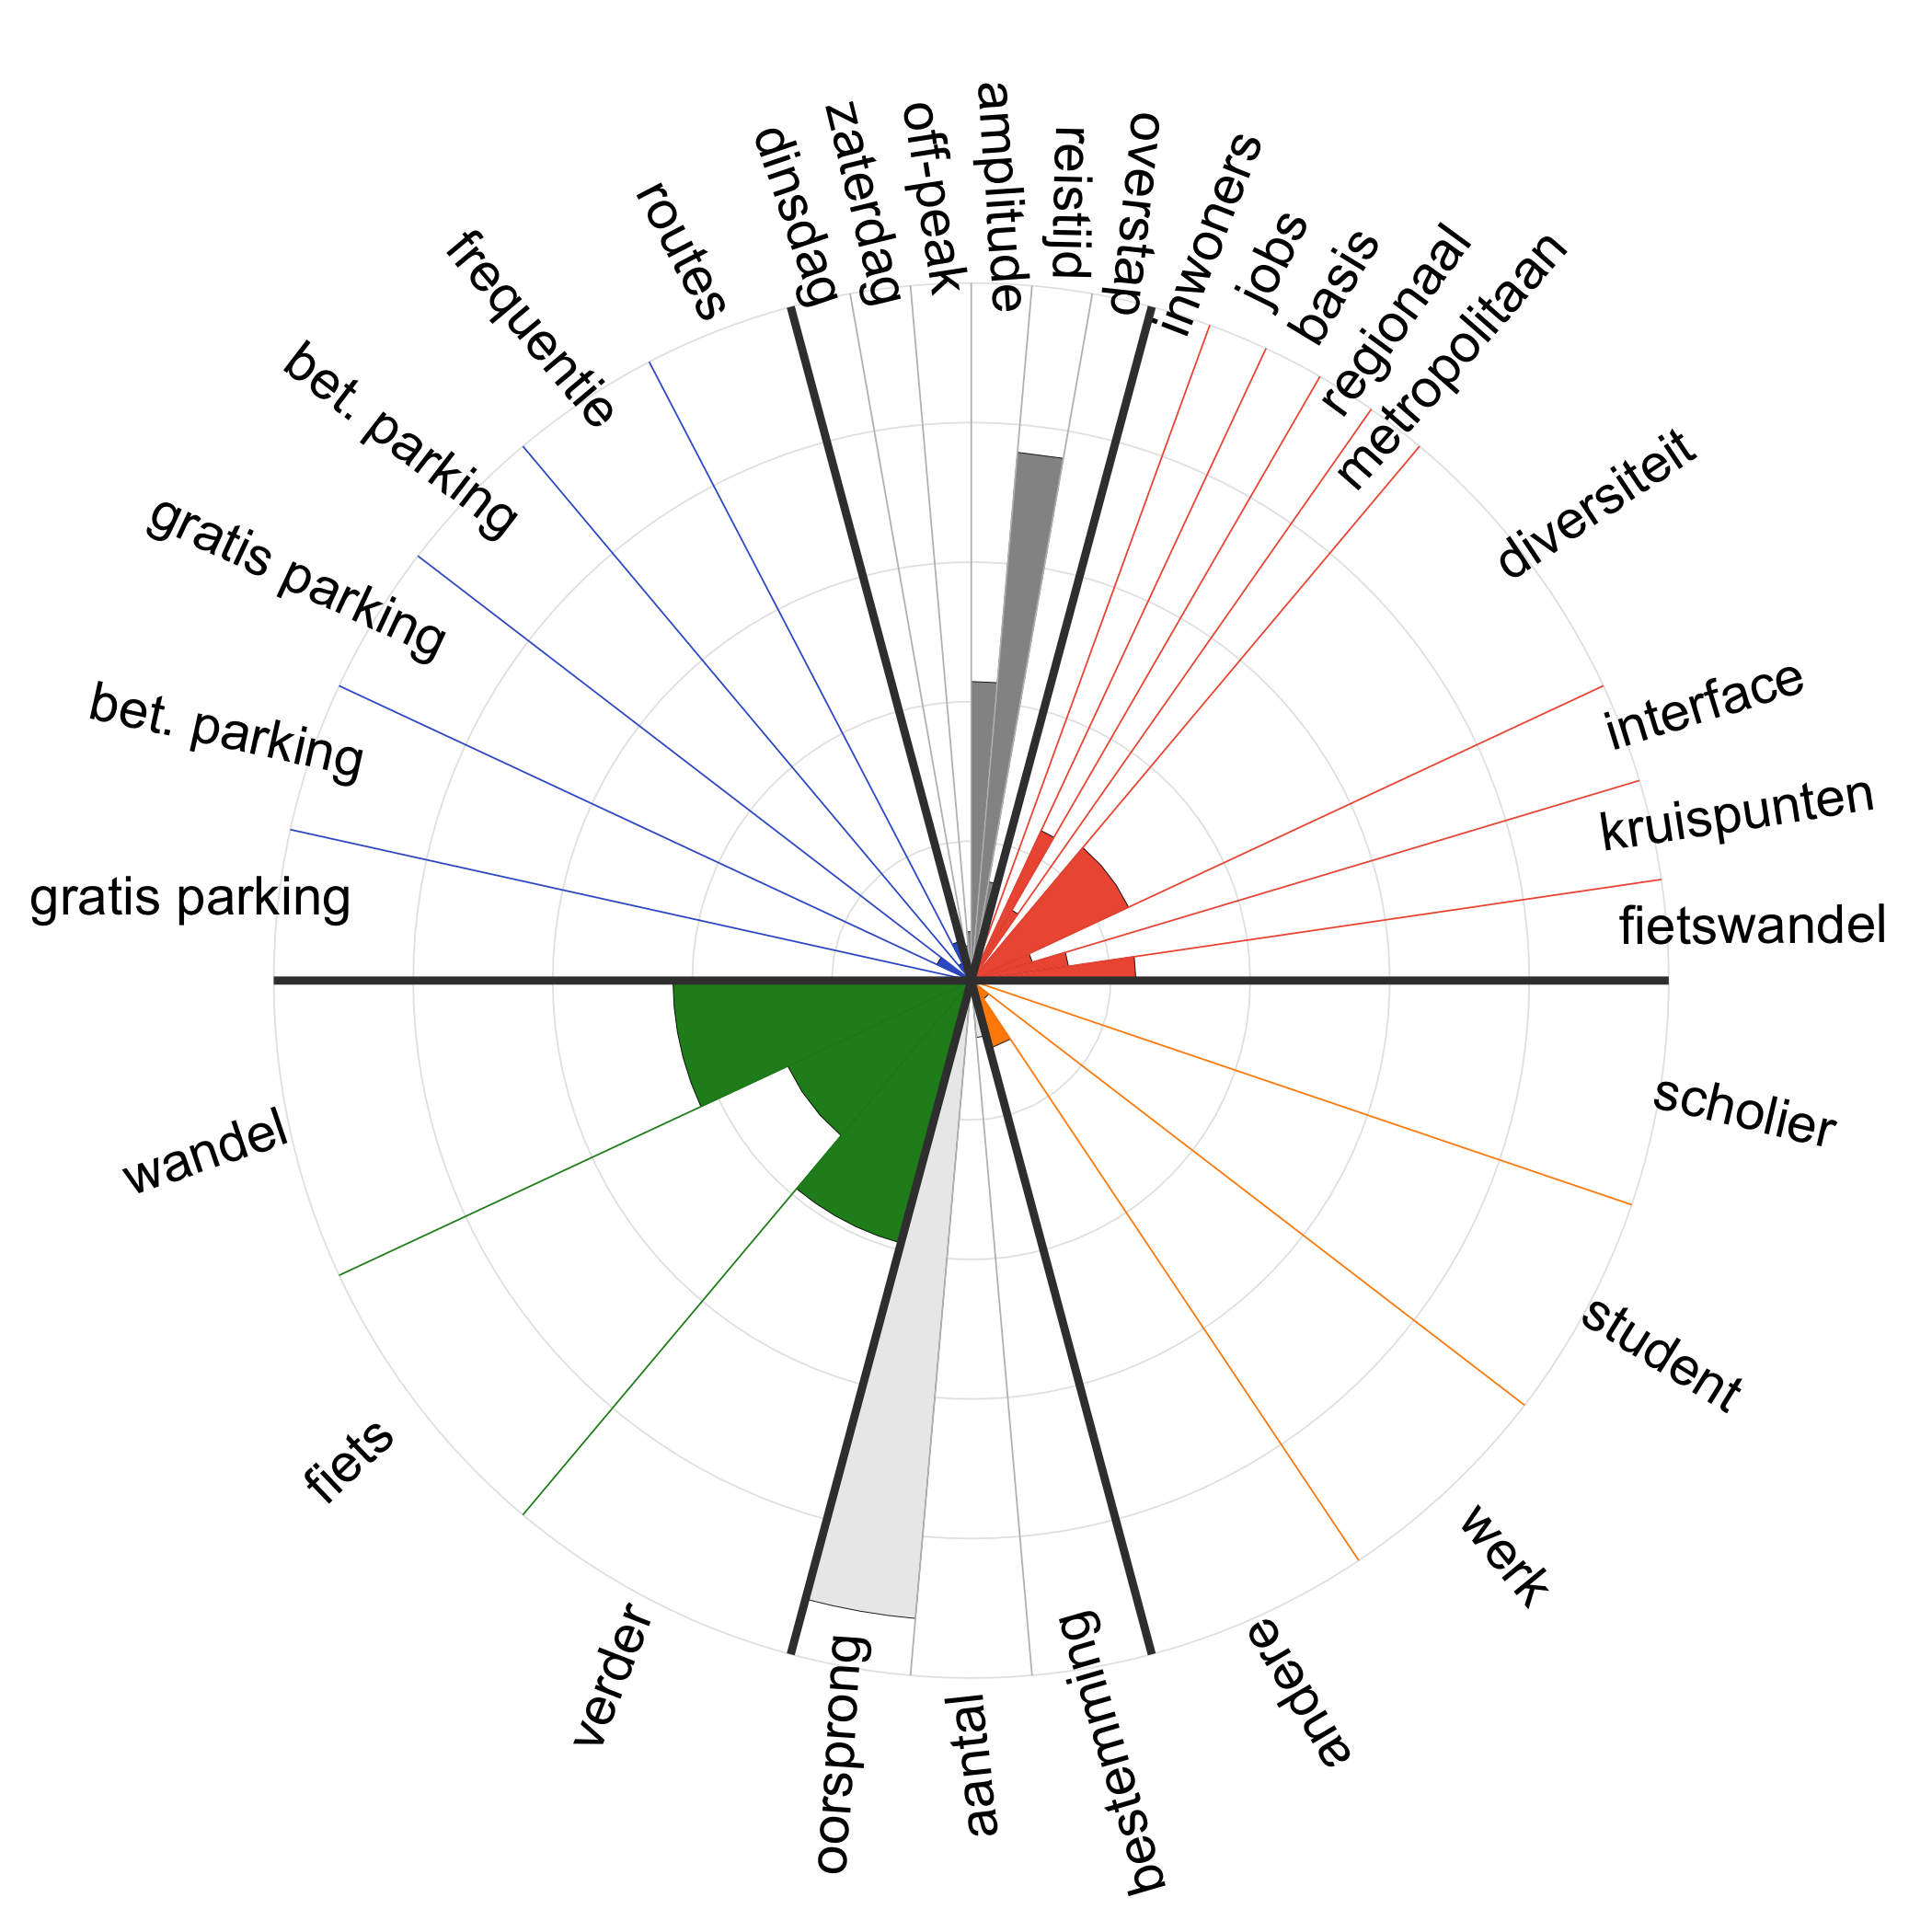 dinsdag
zaterdag
off-peak
amplitude
reistijd
overstap
inwoners
jobs
basis
regionaal
metropolitaan
diversiteit
interface
kruispunten
fietswandel
scholier
student
werk
andere
bestemming
aantal
oorsprong
verder
fiets
wandel
gratis parking
bet. parking
gratis parking
bet. parking
frequentie
routes